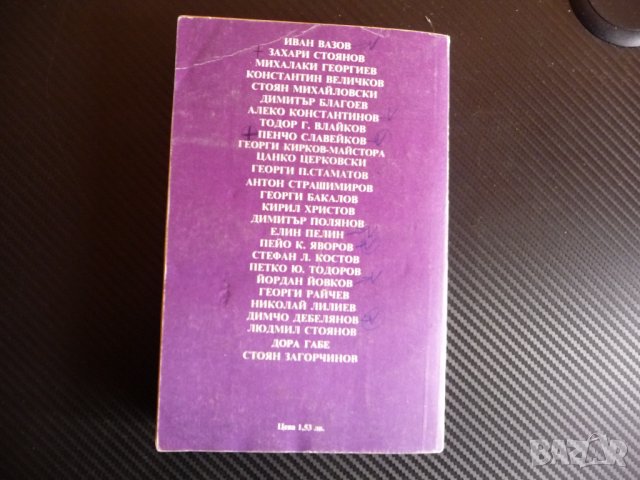 ИВАН ВАЗОВ
ЗАХАРИ СТОЯНОВ
МИХАЛАКИ ГЕОРГИЕВ
КОНСТАНТИН ВЕЛИЧКОВ
СТОЯН МИХАЙЛОВСКИ
ДИМИТЪР БЛАГОЕВ
АЛЕКО КОНСТАНТИНОВ
ТОДОР Г. ВЛАЙКОВ
ПЕНЧО СЛАВЕЙКОВ
ГЕОРГИ КИРКОВ-МАЙСТОРА
ЦАНКО ЦЕРКОВСКИ
ГЕОРГИ П.СТАМАТОВ
АНТОН СТРАШИМИРОВ
ГЕОРГИ БАКАЛОВ
КИРИЛ ХРИСТОВ
ДИМИТЪР ПОЛЯНОВ
ЕЛИН ПЕЛИН
ПЕЙО К. ЯВОРОВ
СТЕФАН Л. КОСТОВ
ПЕТКО Ю. ТОДОРОВ
ЙОРДАН ЙОВКОВ
ГЕОРГИ РАЙЧЕВ
НИКОЛАЙ ЛИЛИЕВ
ДИМЧО ДЕБЕЛЯНОВ
ЛЮДМИЛ СТОЯНОВ
ДОРА ГАБЕ
СТОЯН ЗАГОРЧИНОВ
Цена 1,53 лв.
BAZAR